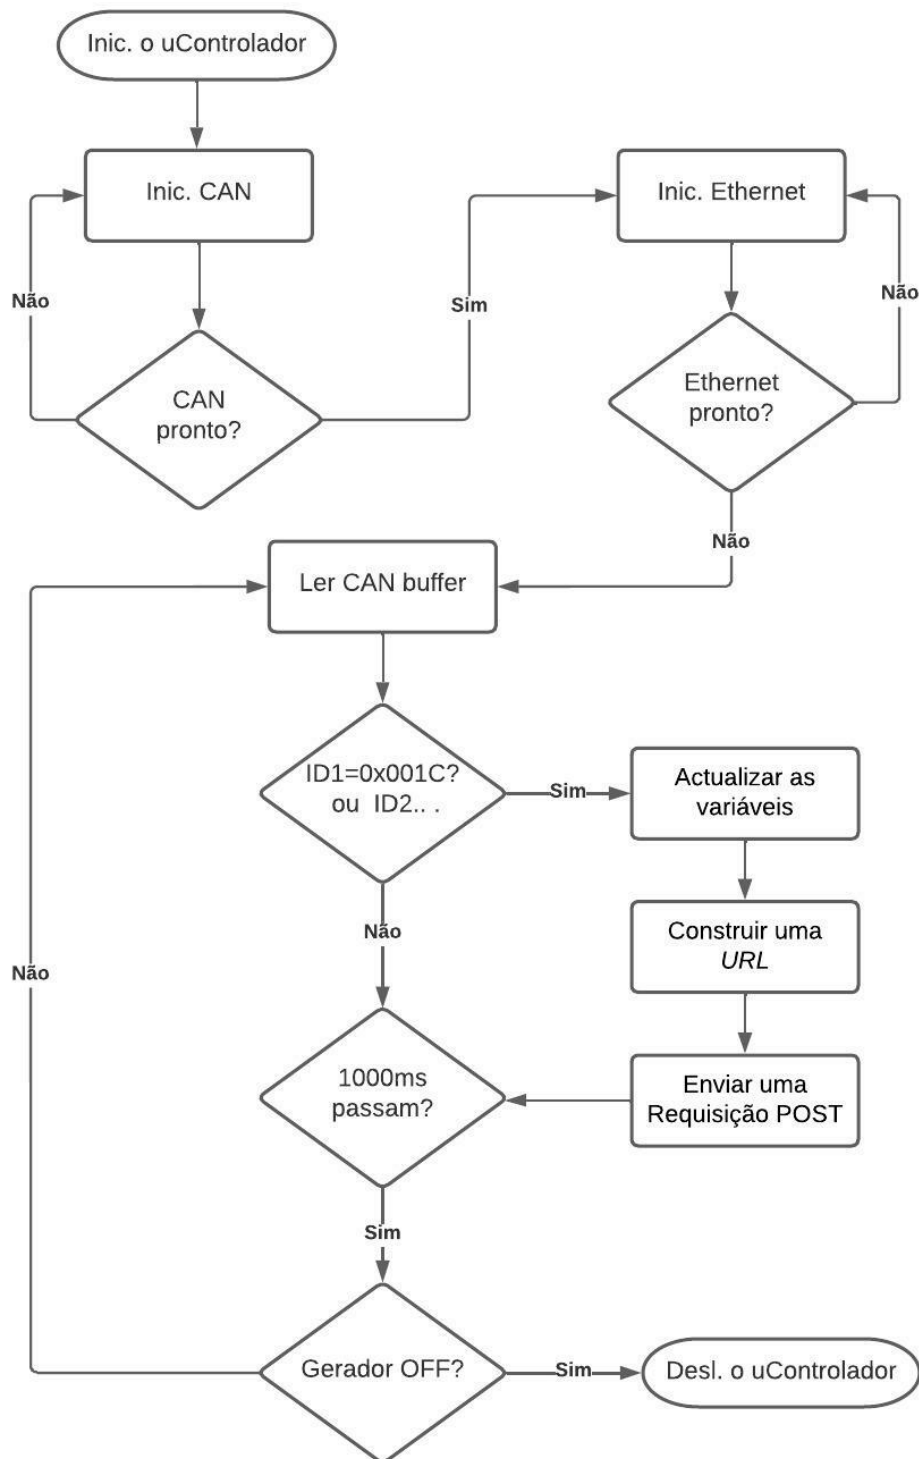 Inic. o uControlador
Inic. CAN
Inic. Ethernet
Não
Sim
Não
CAN
pronto?
Ethernet
pronto?
Não
Ler CAN buffer
ID1=0x001C?
ou ID2.. .
Sim
Actualizar as
variáveis
Não
Construir uma
URL
Não
1000ms
passam?
Enviar uma
Requisição POST
Sim
Gerador OFF?
Sim
Desl. o uControlador